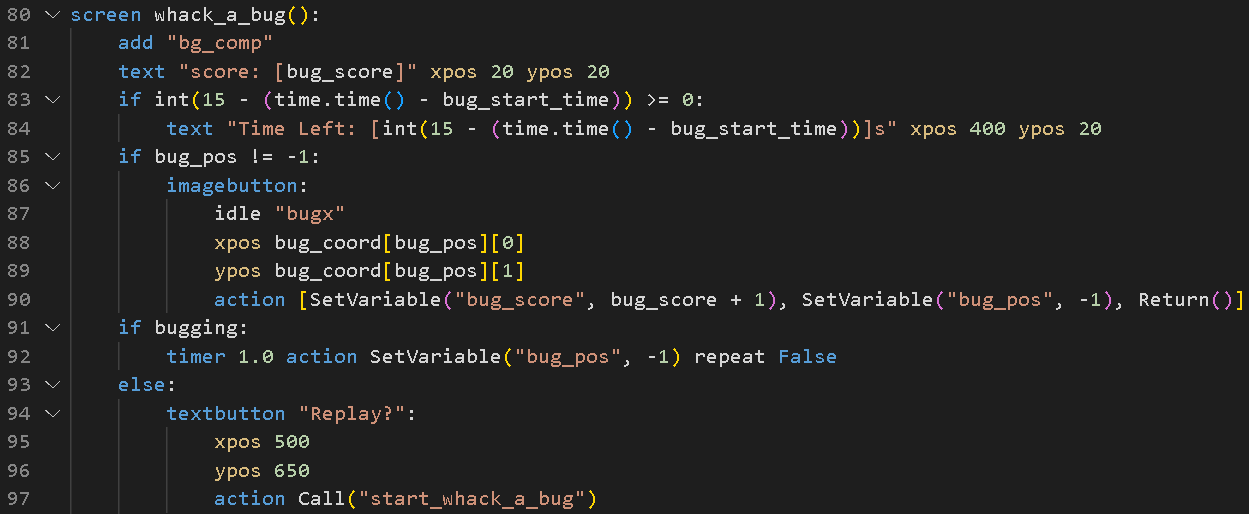 80 screen whack_a_bug():
81     add "bg_comp"
82     text "score: [bug_score]" xpos 20 ypos 20
83     if int(15 - (time.time() - bug_start_time)) >= 0:
84         text "Time Left: [int(15 - (time.time() - bug_start_time))]s" xpos 400 ypos 20
85     if bug_pos != -1:
86         imagebutton:
87             idle "bugx"
88             xpos bug_coord[bug_pos][0]
89             ypos bug_coord[bug_pos][1]
90             action [SetVariable("bug_score", bug_score + 1), SetVariable("bug_pos", -1), Return()]
91     if bugging:
92         timer 1.0 action SetVariable("bug_pos", -1) repeat False
93     else:
94         textbutton "Replay?":
95             xpos 500
96             ypos 650
97             action Call("start_whack_a_bug")